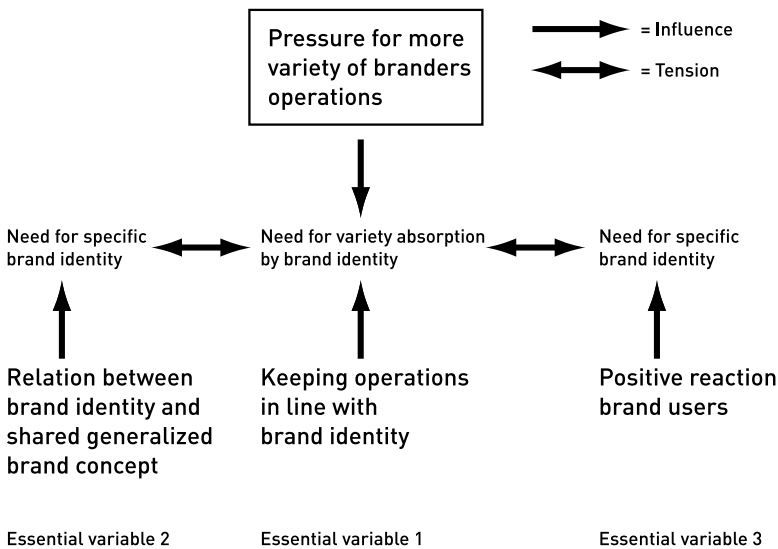 Pressure for more
variety of branders
operations
= Influence
= Tension
Need for specific
brand identity
Need for variety absorption
by brand identity
Need for specific
brand identity
Relation between
brand identity and
shared generalized
brand concept
Keeping operations
in line with
brand identity
Positive reaction
brand users
Essential variable 2
Essential variable 1
Essential variable 3